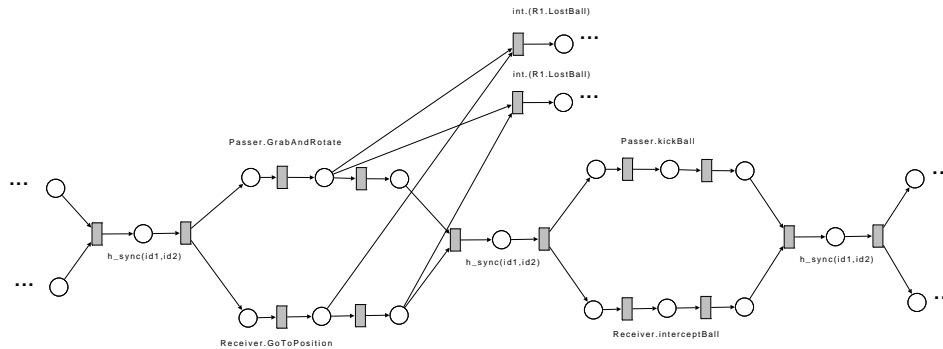 int.(R1.LostBall)
...
int.(R1.LostBall)
...
Passer.GrabAndRotate
Passer.kickBall
...
...
h_sync(id1,id2)
h_sync(id1,id2)
h_sync(id1,id2)
...
...
Receiver.GoToPosition
Receiver.interceptBall